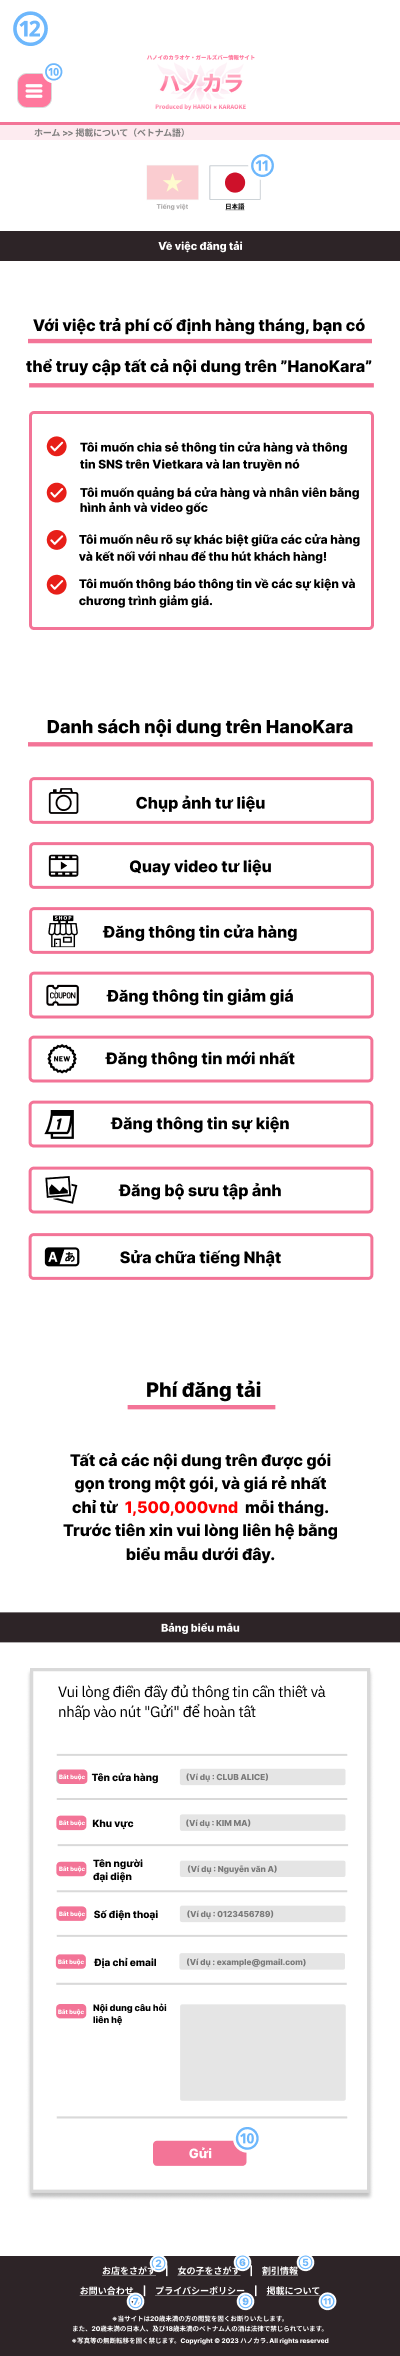 ⑫
ハノイのカラオケ・ガールズバー情報サイト
⑩
ハノカラ
Produced by HANOI × KARAOKE
ホーム >> 掲載について（ベトナム語）
⑪
Tiếng việt
日本語
Về việc đăng tải
Với việc trả phí cố định hàng tháng, bạn có
thể truy cập tất cả nội dung trên ”HanoKara”
Tôi muốn chia sẻ thông tin cửa hàng và thông
tin SNS trên Vietkara và lan truyền nó
Tôi muốn quảng bá cửa hàng và nhân viên bằng
hình ảnh và video gốc
Tôi muốn nêu rõ sự khác biệt giữa các cửa hàng
và kết nối với nhau để thu hút khách hàng!
Tôi muốn thông báo thông tin về các sự kiện và
chương trình giảm giá.
Danh sách nội dung trên HanoKara
Chụp ảnh tư liệu
Quay video tư liệu
SHOP
Đăng thông tin cửa hàng
COUPON Đăng thông tin giảm giá
NEW Đăng thông tin mới nhất
1 Đăng thông tin sự kiện
Đăng bộ sưu tập ảnh
A あ Sửa chữa tiếng Nhật
Phí đăng tải
Tất cả các nội dung trên được gói
gọn trong một gói, và giá rẻ nhất
chỉ từ 1,500,000vnd mỗi tháng.
Trước tiên xin vui lòng liên hệ bằng
biểu mẫu dưới đây.
Bảng biểu mẫu
Vui lòng điền đầy đủ thông tin cần thiết và
nhấp vào nút "Gửi" để hoàn tất
Bắt buộc Tên cửa hàng (Ví dụ : CLUB ALICE)
Bắt buộc Khu vực (Ví dụ : KIM MA)
Bắt buộc Tên người đại diện (Ví dụ : Nguyễn văn A)
Bắt buộc Số điện thoại (Ví dụ : 0123456789)
Bắt buộc Địa chỉ email (Ví dụ : example@gmail.com)
Bắt buộc Nội dung câu hỏi
liên hệ
⑩
Gửi
お店をさがす ② | 女の子をさがす ⑥ | 割引情報 ⑤
お問い合わせ ⑦ | プライバシーポリシー ⑨ | 掲載について ⑪
※当サイトは20歳未満の方の閲覧を固くお断りいたします。
また、20歳未満の日本人、及び18歳未満のベトナム人の酒は法律で禁じられています。
※写真等の無断転移を固く禁じます。Copyright © 2023 ハノカラ. All rights reserved